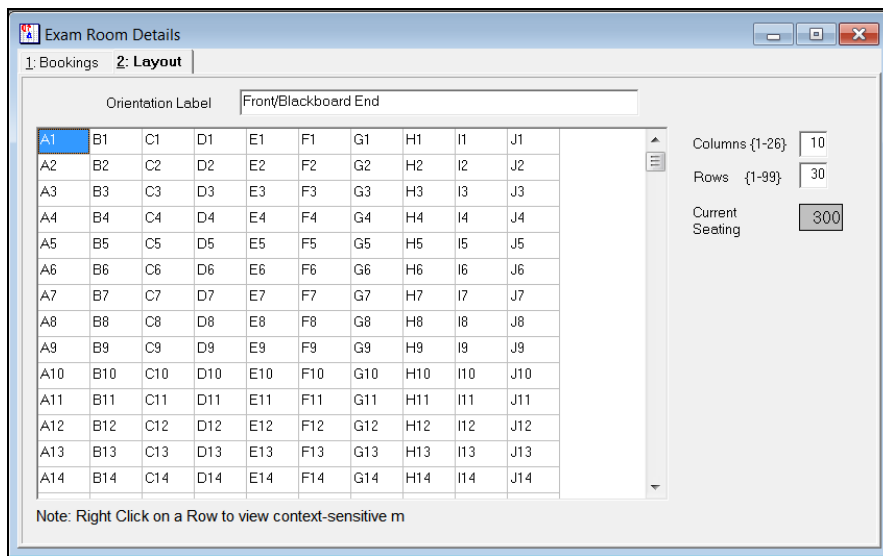 Exam Room Details
1: Bookings 2: Layout
Orientation Label Front/Blackboard End
A1 B1 C1 D1 E1 F1 G1 H1 I1 J1
A2 B2 C2 D2 E2 F2 G2 H2 I2 J2
A3 B3 C3 D3 E3 F3 G3 H3 I3 J3
A4 B4 C4 D4 E4 F4 G4 H4 I4 J4
A5 B5 C5 D5 E5 F5 G5 H5 I5 J5
A6 B6 C6 D6 E6 F6 G6 H6 I6 J6
A7 B7 C7 D7 E7 F7 G7 H7 I7 J7
A8 B8 C8 D8 E8 F8 G8 H8 I8 J8
A9 B9 C9 D9 E9 F9 G9 H9 I9 J9
A10 B10 C10 D10 E10 F10 G10 H10 I10 J10
A11 B11 C11 D11 E11 F11 G11 H11 I11 J11
A12 B12 C12 D12 E12 F12 G12 H12 I12 J12
A13 B13 C13 D13 E13 F13 G13 H13 I13 J13
A14 B14 C14 D14 E14 F14 G14 H14 I14 J14
Columns {1-26} 10
Rows {1-99} 30
Current
Seating 300
Note: Right Click on a Row to view context-sensitive m